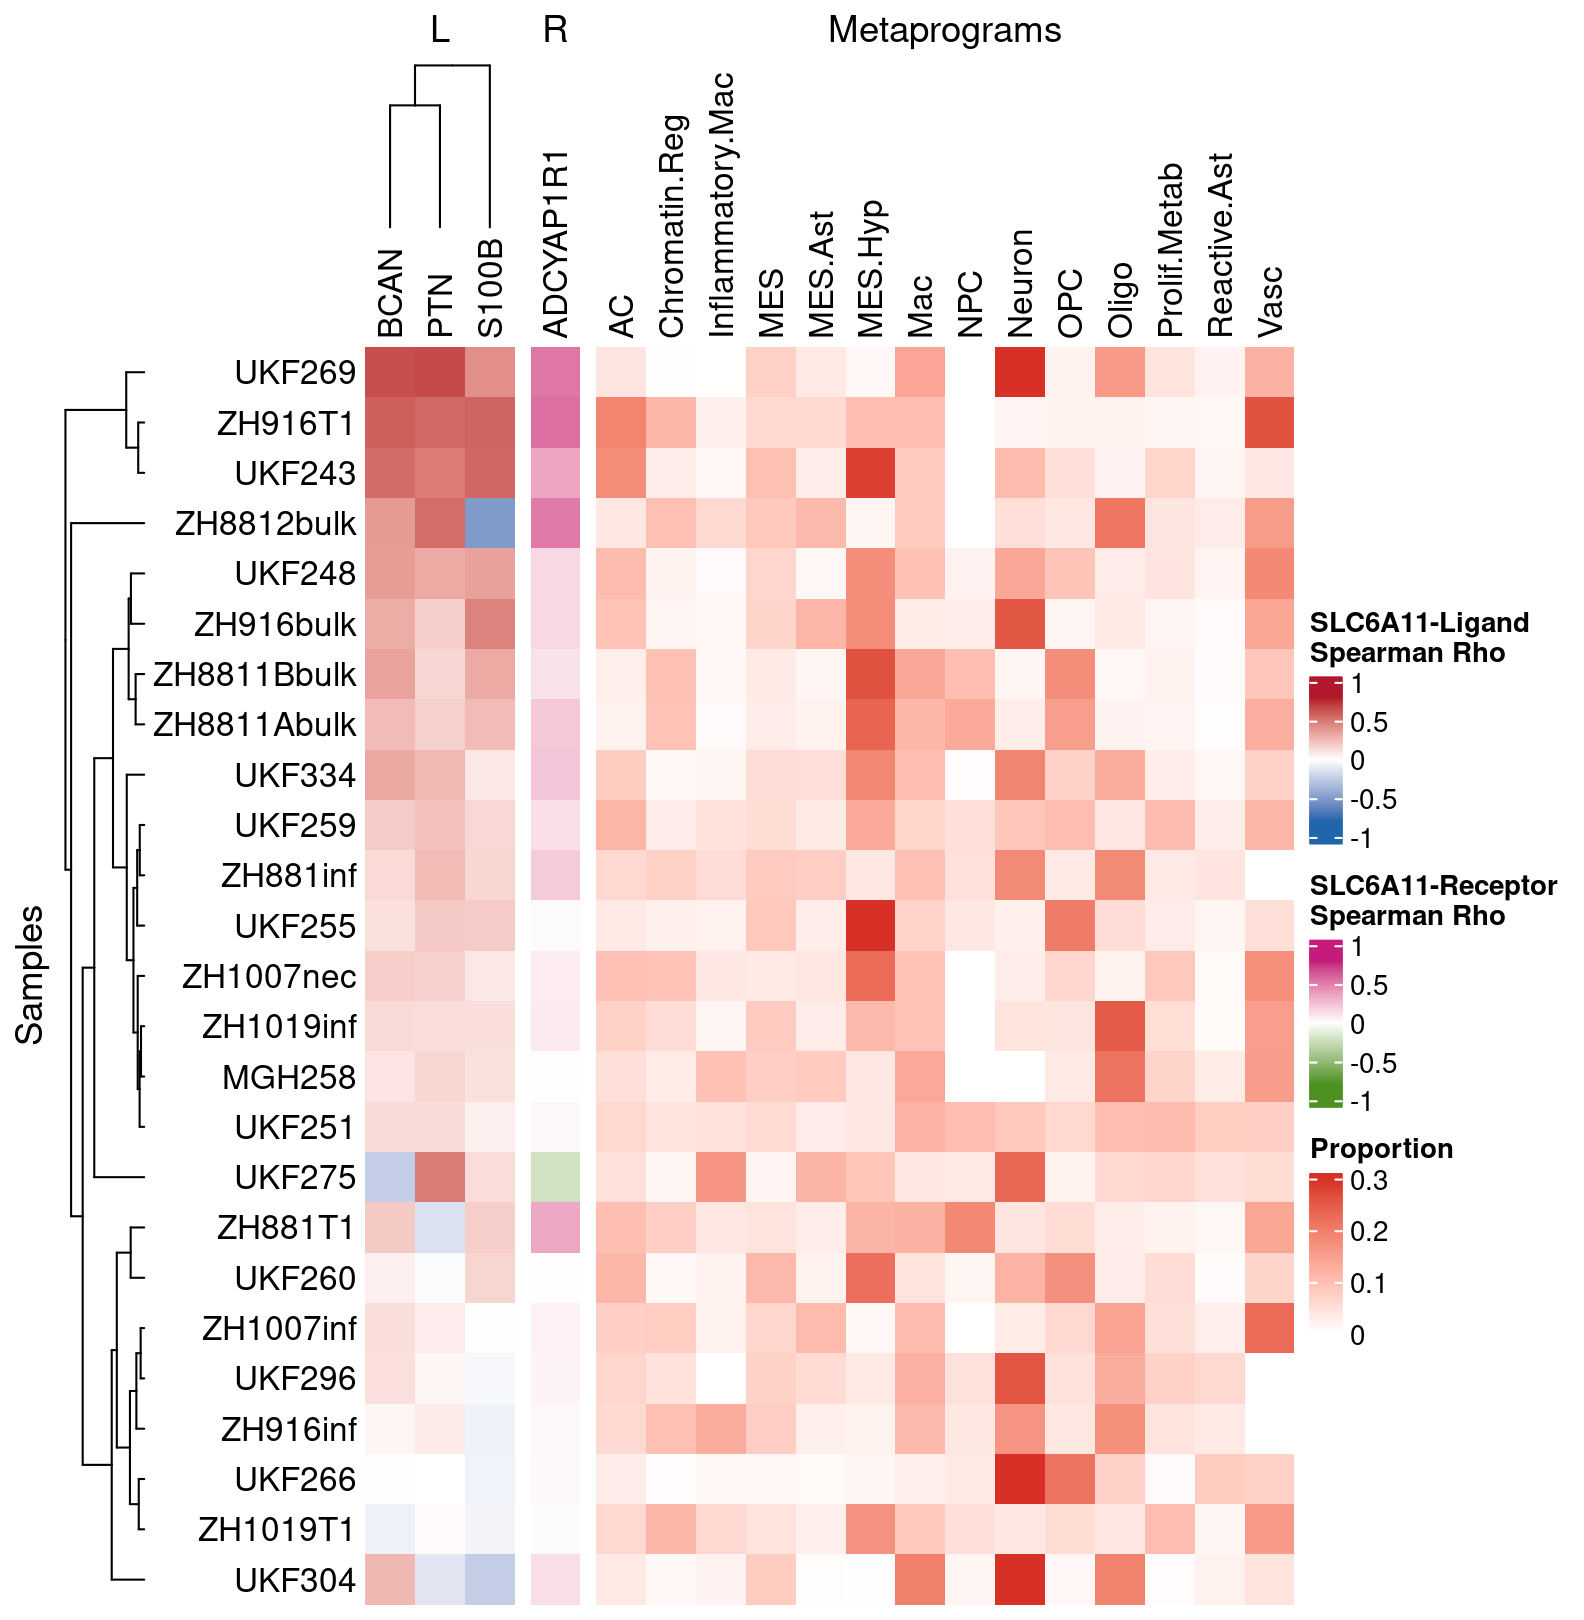 L
R
Metaprograms
BCAN
PTN
S100B
ADCYAP1R1
AC
Chromatin.Reg
Inflammatory.Mac
MES
MES.Ast
MES.Hyp
Mac
NPC
Neuron
OPC
Oligo
Prolif.Metab
Reactive.Ast
Vasc
Samples
UKF269
ZH916T1
UKF243
ZH8812bulk
UKF248
ZH916bulk
ZH8811Bbulk
ZH8811Abulk
UKF334
UKF259
ZH881inf
UKF255
ZH1007nec
ZH1019inf
MGH258
UKF251
UKF275
ZH881T1
UKF260
ZH1007inf
UKF296
ZH916inf
UKF266
ZH1019T1
UKF304
SLC6A11-Ligand
Spearman Rho
1
0.5
0
-0.5
-1
SLC6A11-Receptor
Spearman Rho
1
0.5
0
-0.5
-1
Proportion
0.3
0.2
0.1
0